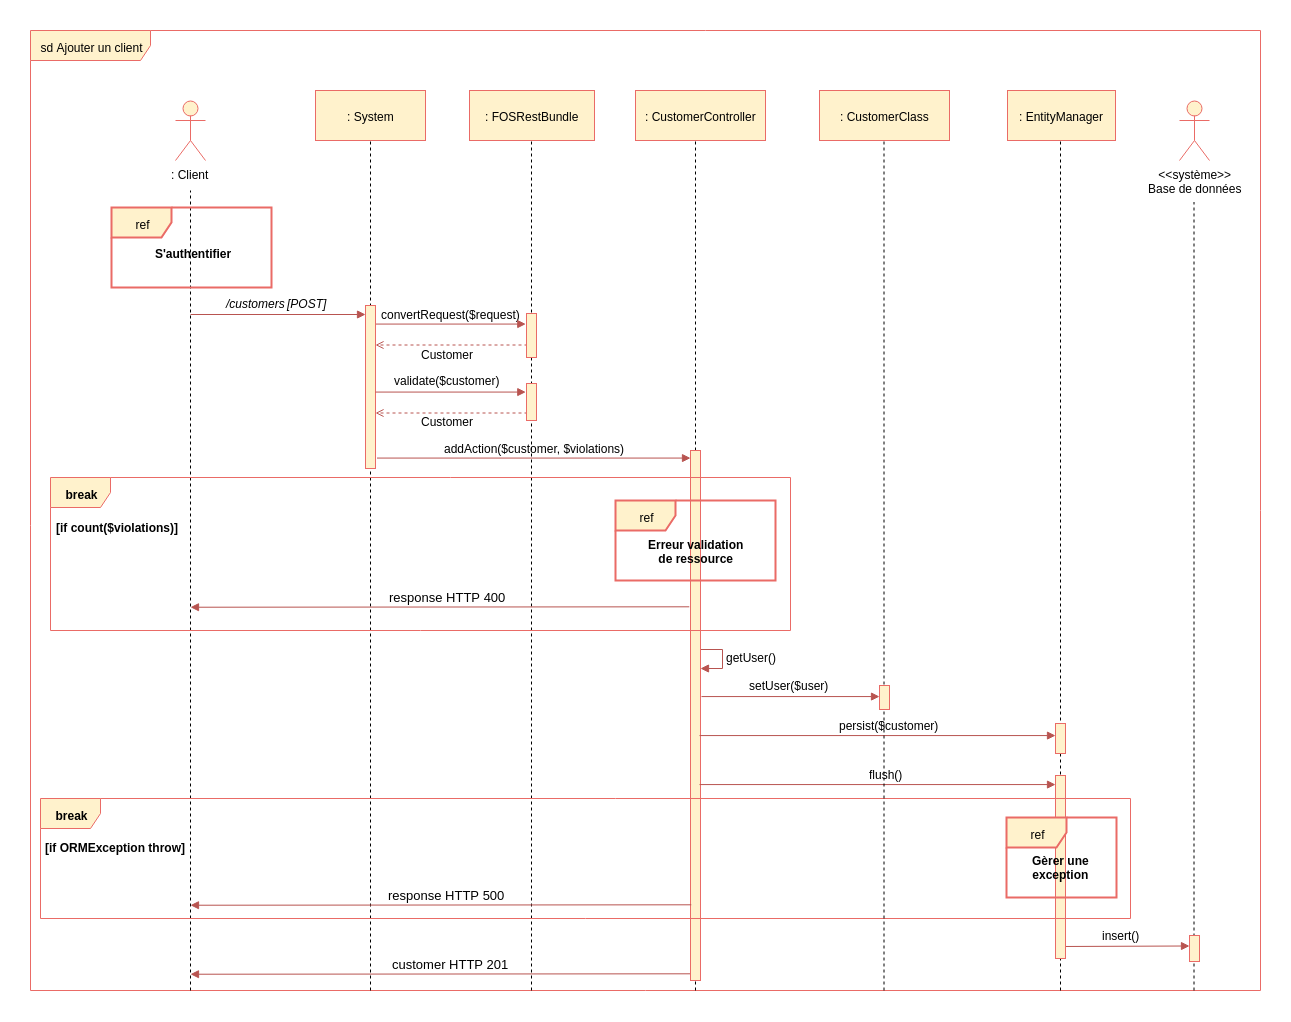 sd Ajouter un client
: Client
: System
: FOSRestBundle
: CustomerController
: CustomerClass
: EntityManager
<<système>>
Base de données
ref
S'authentifier
/customers [POST]
convertRequest($request)
Customer
validate($customer)
Customer
addAction($customer, $violations)
break
[if count($violations)]
ref
Erreur validation
de ressource
response HTTP 400
getUser()
setUser($user)
persist($customer)
flush()
break
[if ORMException throw]
ref
Gèrer une
exception
response HTTP 500
insert()
customer HTTP 201